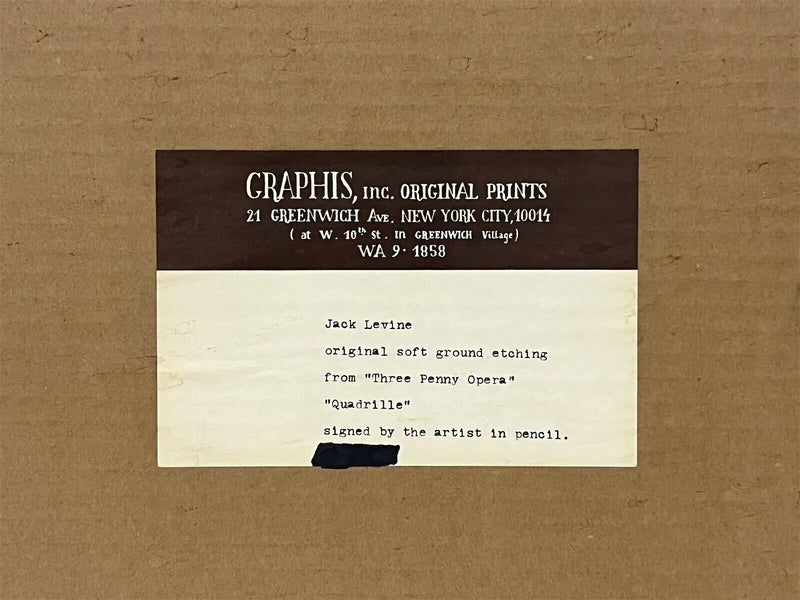 GRAPHIS, inc. ORIGINAL PRINTS
21 GREENWICH Ave. NEW YORK CITY, 10014
( at W. 10th St. in GREENWICH Village )
WA 9 · 1858
Jack Levine
original soft ground etching
from "Three Penny Opera"
"Quadrille"
signed by the artist in pencil.